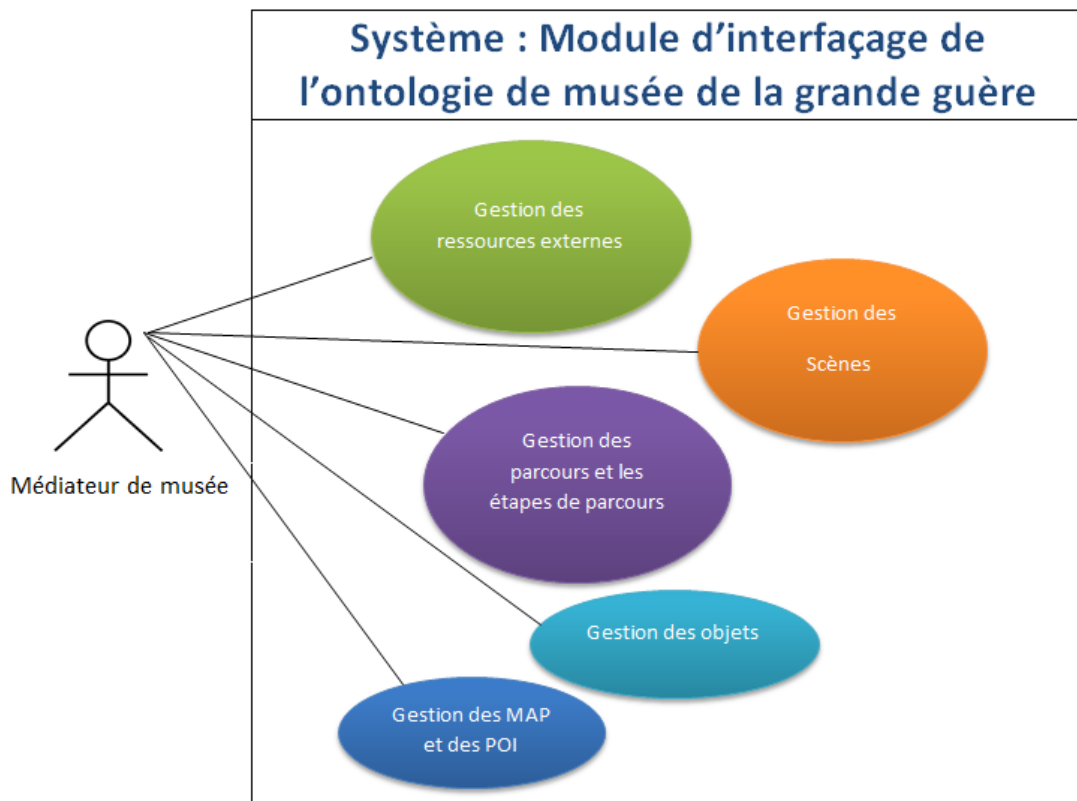 Système : Module d’interfaçage de
l’ontologie de musée de la grande guère
Gestion des
ressources externes
Gestion des
Scènes
Gestion des
parcours et les
étapes de parcours
Médiateur de musée
Gestion des objets
Gestion des MAP
et des POI